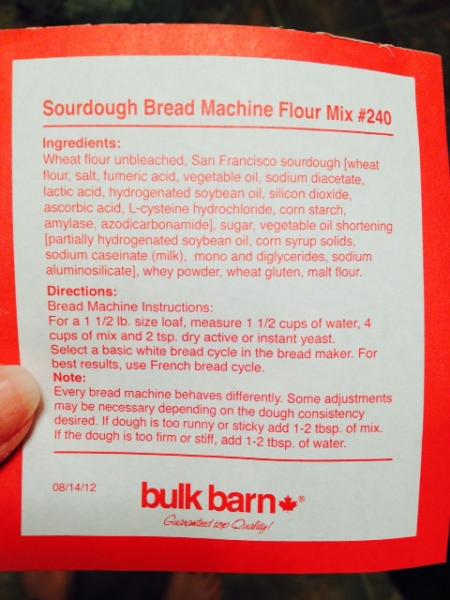 Sourdough Bread Machine Flour Mix #240
Ingredients:
Wheat flour unbleached, San Francisco sourdough [wheat
flour, salt, fumeric acid, vegetable oil, sodium diacetate,
lactic acid, hydrogenated soybean oil, silicon dioxide,
ascorbic acid, L-cysteine hydrochloride, corn starch,
amylase, azodicarbonamide], sugar, vegetable oil shortening
[partially hydrogenated soybean oil, corn syrup solids,
sodium caseinate (milk), mono and diglycerides, sodium
aluminosilicate], whey powder, wheat gluten, malt flour.
Directions:
Bread Machine Instructions:
For a 1 1/2 lb. size loaf, measure 1 1/2 cups of water, 4
cups of mix and 2 tsp. dry active or instant yeast.
Select a basic white bread cycle in the bread maker. For
best results, use French bread cycle.
Note:
Every bread machine behaves differently. Some adjustments
may be necessary depending on the dough consistency
desired. If dough is too runny or sticky add 1-2 tbsp. of mix.
If the dough is too firm or stiff, add 1-2 tbsp. of water.
08/14/12
bulk barn®
Guaranteed top Quality!